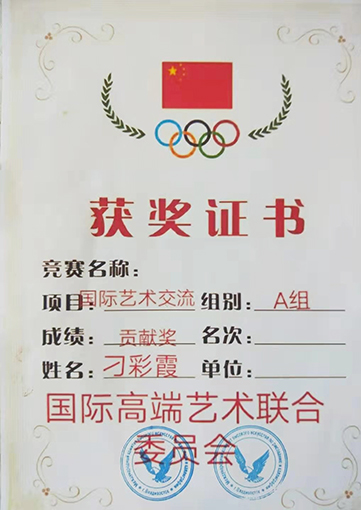 获奖证书
竞赛名称：
项目：国际艺术交流 组别：A组
成绩：贡献奖 名次：
姓名：刁彩霞 单位：
国际高端艺术联合
委员会